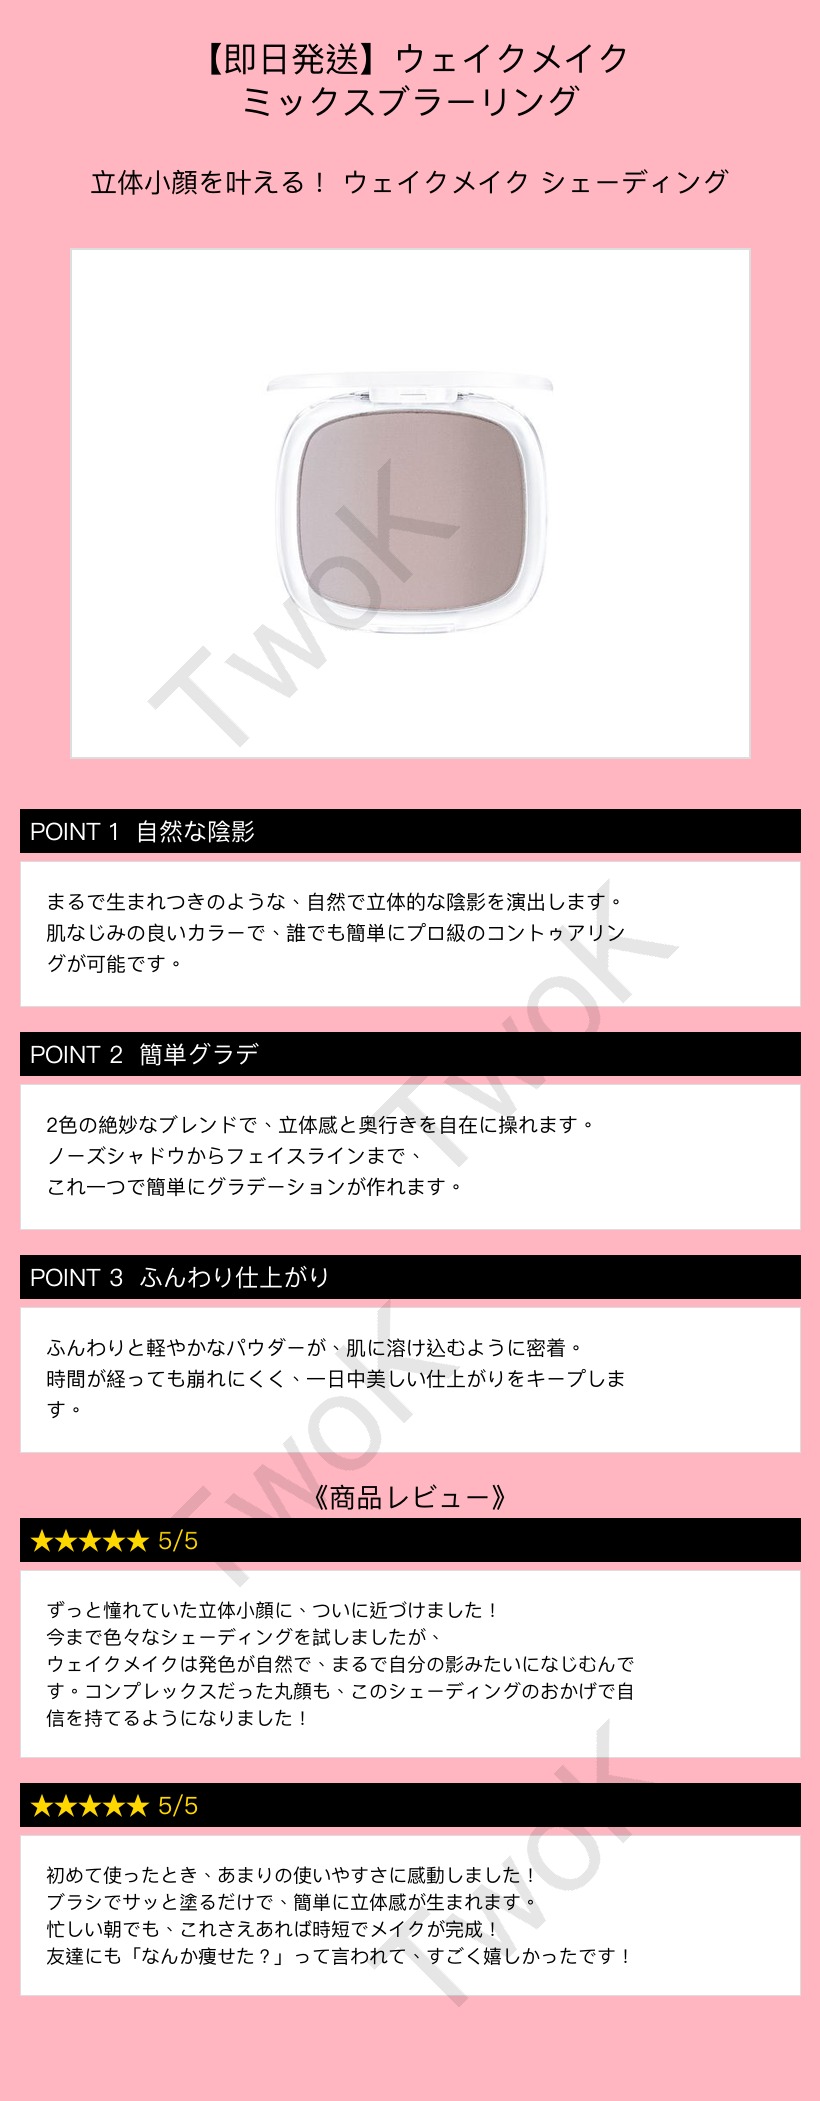 【即日発送】ウェイクメイク
ミックスブラーリング
立体小顔を叶える！ ウェイクメイク シェーディング
TwoK
POINT 1 自然な陰影
まるで生まれつきのような、自然で立体的な陰影を演出します。
肌なじみの良いカラーで、誰でも簡単にプロ級のコントゥアリン
グが可能です。
TwoK
POINT 2 簡単グラデ
2色の絶妙なブレンドで、立体感と奥行きを自在に操れます。
ノーズシャドウからフェイスラインまで、
これ一つで簡単にグラデーションが作れます。
POINT 3 ふんわり仕上がり
ふんわりと軽やかなパウダーが、肌に溶け込むように密着。
時間が経っても崩れにくく、一日中美しい仕上がりをキープしま
す。
TwoK
《商品レビュー》
★★★★★ 5/5
ずっと憧れていた立体小顔に、ついに近づけました！
今まで色々なシェーディングを試しましたが、
ウェイクメイクは発色が自然で、まるで自分の影みたいになじむんで
す。コンプレックスだった丸顔も、このシェーディングのおかげで自
信を持てるようになりました！
★★★★★ 5/5
初めて使ったとき、あまりの使いやすさに感動しました！
ブラシでサッと塗るだけで、簡単に立体感が生まれます。
忙しい朝でも、これさえあれば時短でメイクが完成！
友達にも「なんか痩せた？」って言われて、すごく嬉しかったです！
TwoK